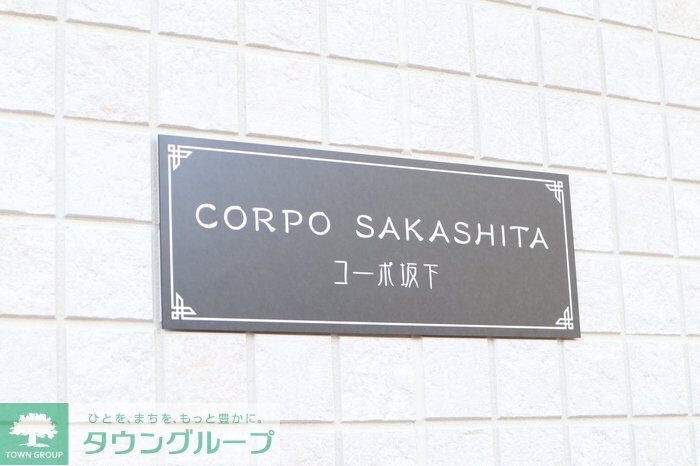 CORPO SAKASHITA
コーポ坂下
ひとを、まちを、もっと豊かに。
タウングループ
TOWN GROUP